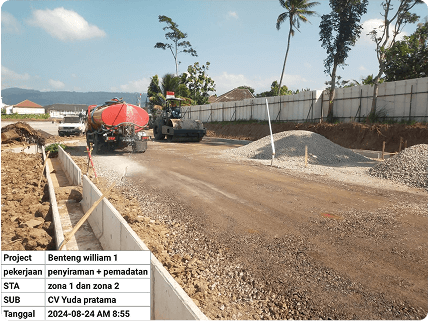 Project Benteng william 1
pekerjaan penyiraman + pemadatan
STA zona 1 dan zona 2
SUB CV Yuda pratama
Tanggal 2024-08-24 AM 8:55